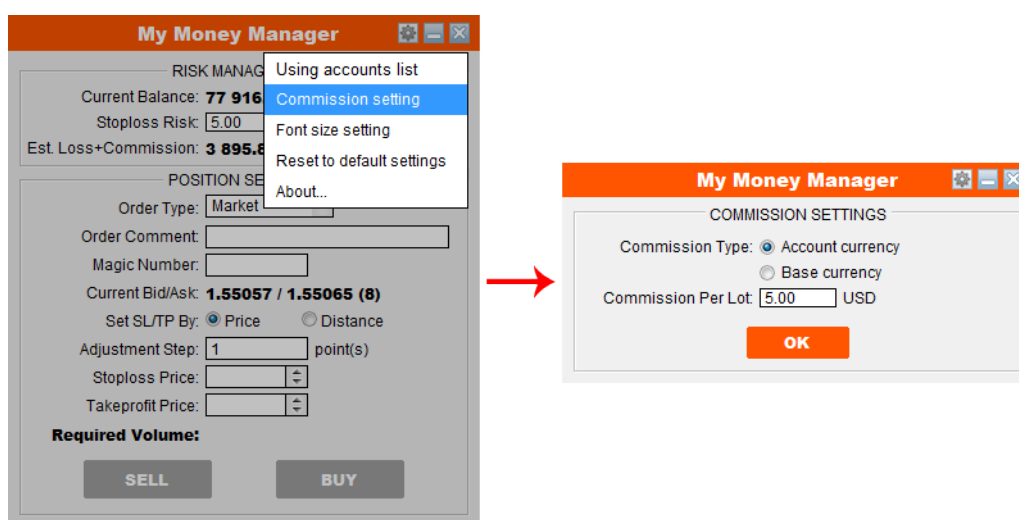 My Money Manager
RISK MANAG
Using accounts list
Current Balance: 77 916
Commission setting
Stoploss Risk: 5.00
Font size setting
Est. Loss+Commission: 3 895.8
Reset to default settings
POSITION SE
About...
Order Type: Market
Order Comment:
Magic Number:
Current Bid/Ask: 1.55057 / 1.55065 (8)
Set SL/TP By: Price Distance
Adjustment Step: 1 point(s)
Stoploss Price:
Takeprofit Price:
Required Volume:
SELL BUY
My Money Manager
COMMISSION SETTINGS
Commission Type: Account currency
Base currency
Commission Per Lot: 5.00 USD
OK